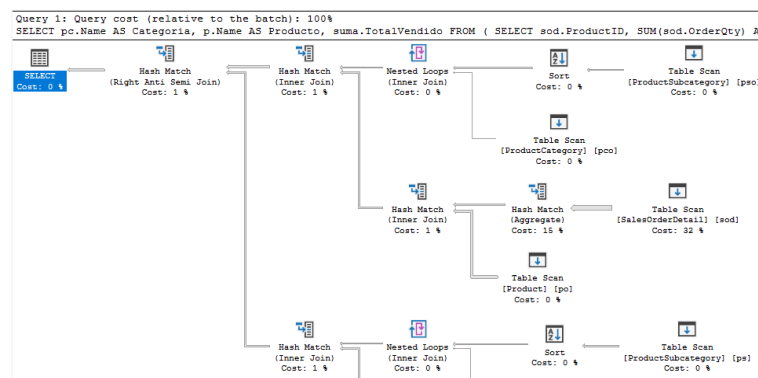 Query 1: Query cost (relative to the batch): 100%
SELECT pc.Name AS Categoria, p.Name AS Producto, suma.TotalVendido FROM ( SELECT sod.ProductID, SUM(sod.OrderQty) A
SELECT
Cost: 0 %
Hash Match
(Right Anti Semi Join)
Cost: 1 %
Hash Match
(Inner Join)
Cost: 1 %
Nested Loops
(Inner Join)
Cost: 0 %
Sort
Cost: 0 %
Table Scan
[ProductSubcategory] [pso]
Cost: 0 %
Table Scan
[ProductCategory] [pco]
Cost: 0 %
Hash Match
(Inner Join)
Cost: 1 %
Hash Match
(Aggregate)
Cost: 15 %
Table Scan
[SalesOrderDetail] [sod]
Cost: 32 %
Table Scan
[Product] [po]
Cost: 0 %
Hash Match
(Inner Join)
Cost: 1 %
Nested Loops
(Inner Join)
Cost: 0 %
Sort
Cost: 0 %
Table Scan
[ProductSubcategory] [ps]
Cost: 0 %